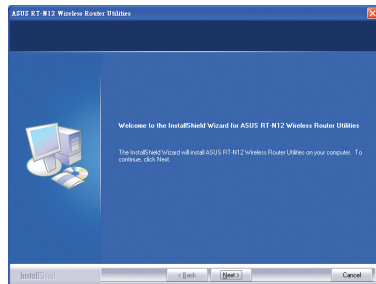 ASUS RT-N12 Wireless Router Utilities
Welcome to the InstallShield Wizard for ASUS RT-N12 Wireless Router Utilities
The InstallShield Wizard will install ASUS RT-N12 Wireless Router Utilities on your computer. To
continue, click Next.
InstallShield
< Back
Next >
Cancel